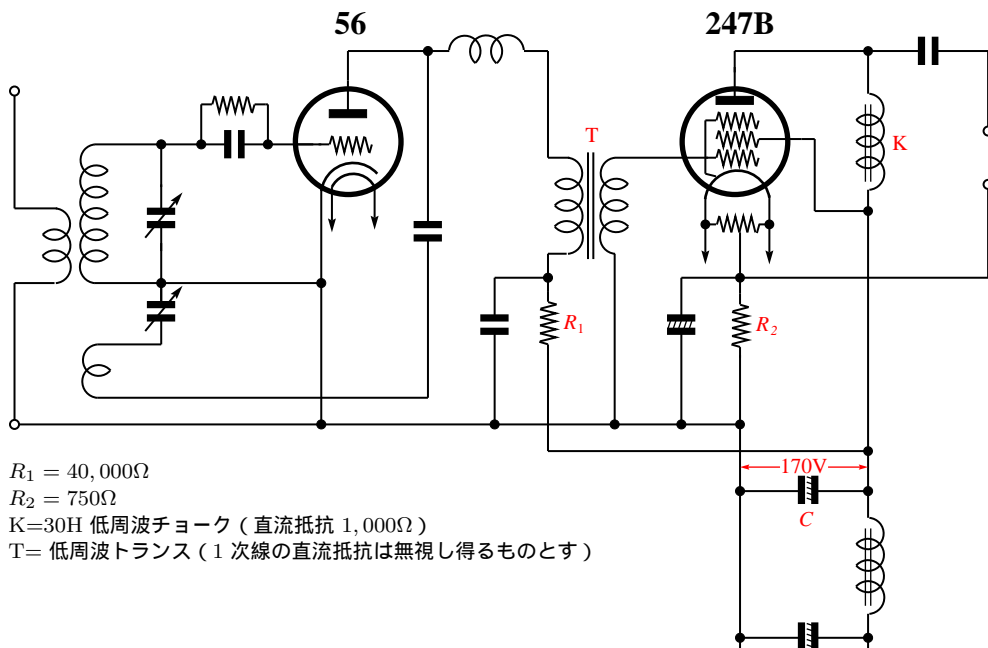 56
247B
T
K
R₁
R₂
170V
C
R₁ = 40,000Ω
R₂ = 750Ω
K=30H 低周波チョーク（直流抵抗 1,000Ω）
T= 低周波トランス（1 次線の直流抵抗は無視し得るものとす）